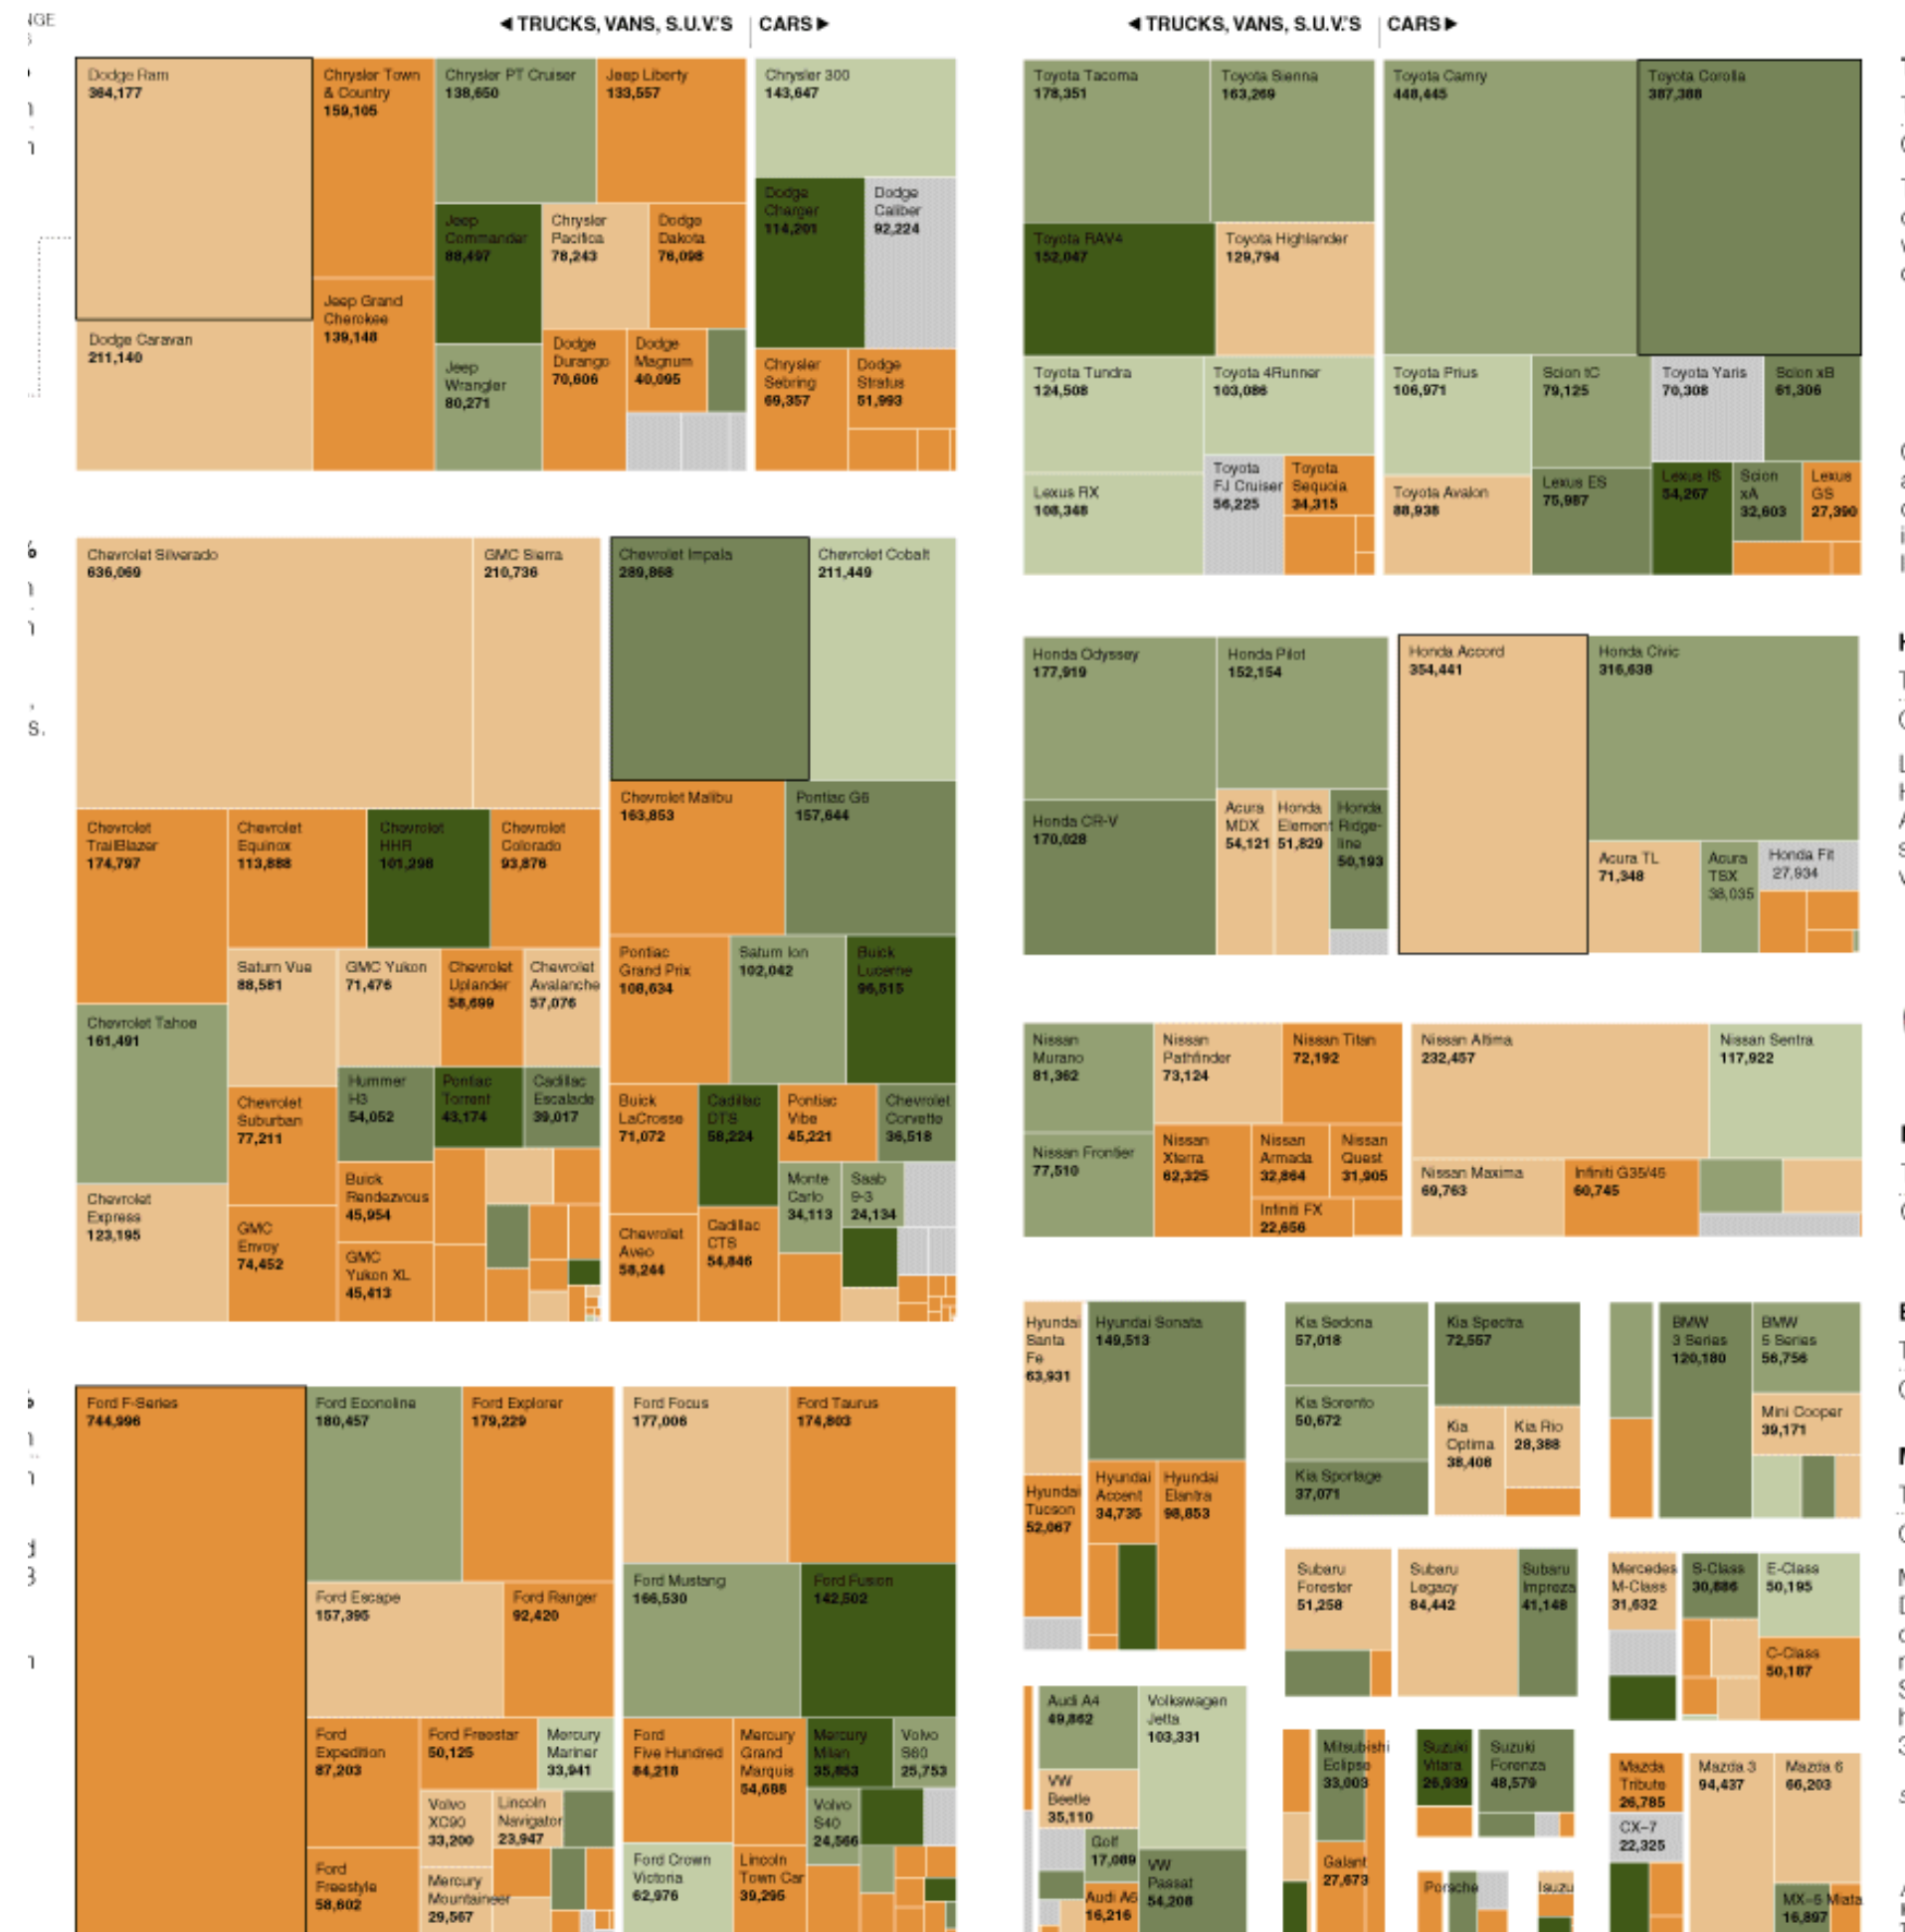 NGE
◀ TRUCKS, VANS, S.U.V.'S
CARS ▶
Dodge Ram
364,177
Chrysler Town
& Country
159,105
Chrysler PT Cruiser
138,650
Jeep Liberty
133,557
Chrysler 300
143,647
Jeep
Commander
88,497
Chrysler
Pacifica
78,243
Dodge
Dakota
76,098
Dodge
Charger
114,201
Dodge
Caliber
92,224
Dodge Caravan
211,140
Jeep Grand
Cherokee
139,148
Jeep
Wrangler
80,271
Dodge
Durango
70,606
Dodge
Magnum
40,095
Chrysler
Sebring
69,357
Dodge
Stratus
51,993
Chevrolet Silverado
636,069
GMC Sierra
210,736
Chevrolet Impala
289,868
Chevrolet Cobalt
211,449
Chevrolet Malibu
163,853
Pontiac G6
157,644
Chevrolet
TrailBlazer
174,797
Chevrolet
Equinox
113,888
Chevrolet
HHR
101,298
Chevrolet
Colorado
93,876
Saturn Vue
88,581
GMC Yukon
71,476
Chevrolet
Uplander
58,699
Chevrolet
Avalanche
57,076
Pontiac
Grand Prix
108,634
Saturn Ion
102,042
Buick
Lucerne
96,515
Chevrolet Tahoe
161,491
Hummer
H3
54,052
Pontiac
Torrent
43,174
Cadillac
Escalade
39,017
Chevrolet
Suburban
77,211
Buick
LaCrosse
71,072
Cadillac
DTS
58,224
Pontiac
Vibe
45,221
Chevrolet
Corvette
36,518
Chevrolet
Express
123,195
Buick
Rendezvous
45,954
Monte
Carlo
34,113
Saab
9-3
24,134
GMC
Envoy
74,452
GMC
Yukon XL
45,413
Chevrolet
Aveo
58,244
Cadillac
CTS
54,846
Ford F-Series
744,996
Ford Econoline
180,457
Ford Explorer
179,229
Ford Focus
177,006
Ford Taurus
174,803
Ford Escape
157,395
Ford Ranger
92,420
Ford Mustang
166,530
Ford Fusion
142,502
Ford
Expedition
87,203
Ford Freestar
50,125
Mercury
Mariner
33,941
Ford
Five Hundred
84,218
Mercury
Grand
Marquis
54,688
Mercury
Milan
35,853
Volvo
S60
25,753
Volvo
XC90
33,200
Lincoln
Navigator
23,947
Volvo
S40
24,566
Ford
Freestyle
58,602
Mercury
Mountaineer
29,567
Ford Crown
Victoria
62,976
Lincoln
Town Car
39,295
◀ TRUCKS, VANS, S.U.V.'S
CARS ▶
Toyota Tacoma
178,351
Toyota Sienna
163,269
Toyota Camry
448,445
Toyota Corolla
387,388
Toyota RAV4
152,047
Toyota Highlander
129,794
Toyota Tundra
124,508
Toyota 4Runner
103,086
Toyota Prius
106,971
Scion tC
79,125
Toyota Yaris
70,308
Scion xB
61,306
Lexus RX
108,348
Toyota
FJ Cruiser
56,225
Toyota
Sequoia
34,315
Toyota Avalon
88,938
Lexus ES
75,987
Lexus IS
54,267
Scion
xA
32,603
Lexus
GS
27,390
Honda Odyssey
177,919
Honda Pilot
152,154
Honda Accord
354,441
Honda Civic
316,638
Honda CR-V
170,028
Acura
MDX
54,121
Honda
Element
51,829
Honda
Ridge-
line
50,193
Acura TL
71,348
Acura
TSX
38,035
Honda Fit
27,934
Nissan
Murano
81,362
Nissan
Pathfinder
73,124
Nissan Titan
72,192
Nissan Altima
232,457
Nissan Sentra
117,922
Nissan Frontier
77,510
Nissan
Xterra
62,325
Nissan
Armada
32,864
Nissan
Quest
31,905
Infiniti FX
22,656
Nissan Maxima
69,763
Infiniti G35/45
60,745
Hyundai
Santa
Fe
63,931
Hyundai Sonata
149,513
Hyundai
Tucson
52,067
Hyundai
Accent
34,735
Hyundai
Elantra
98,853
Kia Sedona
57,018
Kia Spectra
72,557
Kia Sorento
50,672
Kia Sportage
37,071
Kia
Optima
38,408
Kia Rio
28,388
BMW
3 Series
120,180
BMW
5 Series
56,756
Mini Cooper
39,171
Subaru
Forester
51,258
Subaru
Legacy
84,442
Subaru
Impreza
41,148
Mercedes
M-Class
31,632
S-Class
30,886
E-Class
50,195
C-Class
50,187
Audi A4
49,862
Volkswagen
Jetta
103,331
VW
Beetle
35,110
Golf
17,089
VW
Passat
54,208
Audi A6
16,216
Mitsubishi
Eclipse
33,003
Galant
27,673
Suzuki
Vitara
26,939
Suzuki
Forenza
48,579
Porsche
Isuzu
Mazda
Tribute
26,785
Mazda 3
94,437
Mazda 6
66,203
CX-7
22,325
MX-5 Miata
16,897